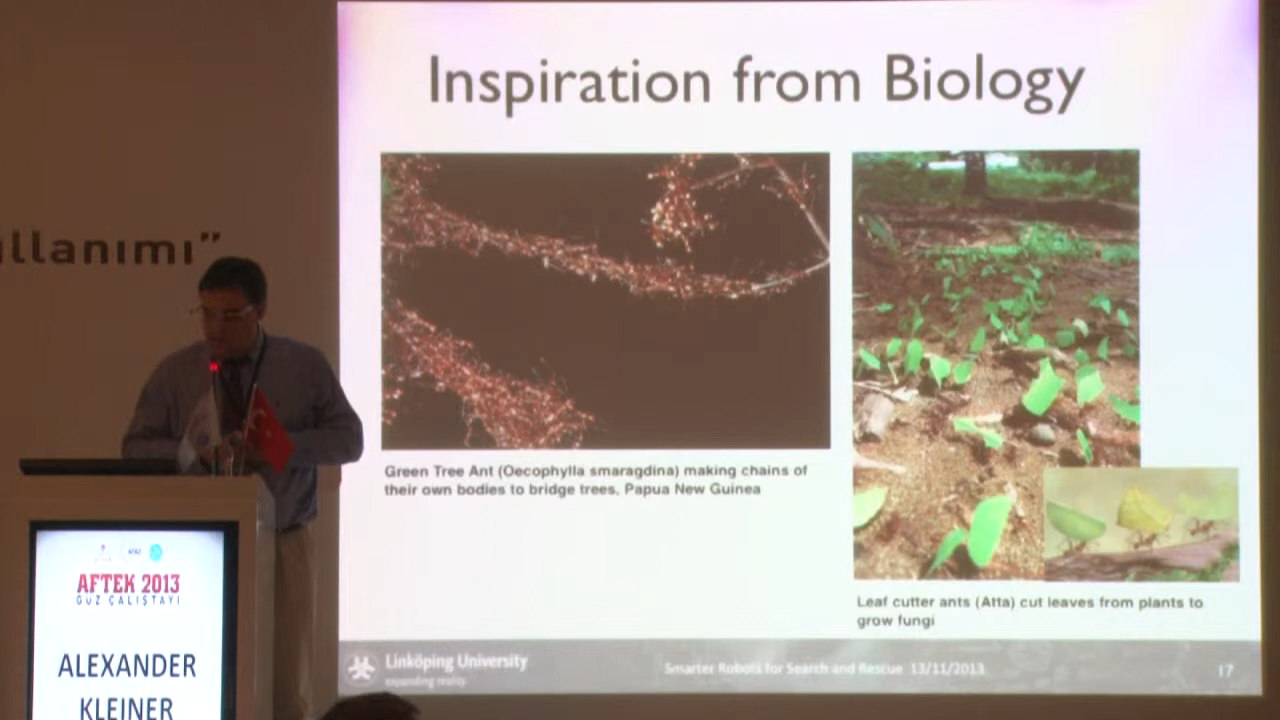 Inspiration from Biology
llanımı”
Green Tree Ant (Oecophylla smaragdina) making chains of
their own bodies to bridge trees. Papua New Guinea
Leaf cutter ants (Atta) cut leaves from plants to
grow fungi
Linköping University
expanding reality
Smarter Robots for Search and Rescue 13/11/2013
17
AFTEK 2013
GÜZ ÇALIŞTAYI
ALEXANDER
KLEINER